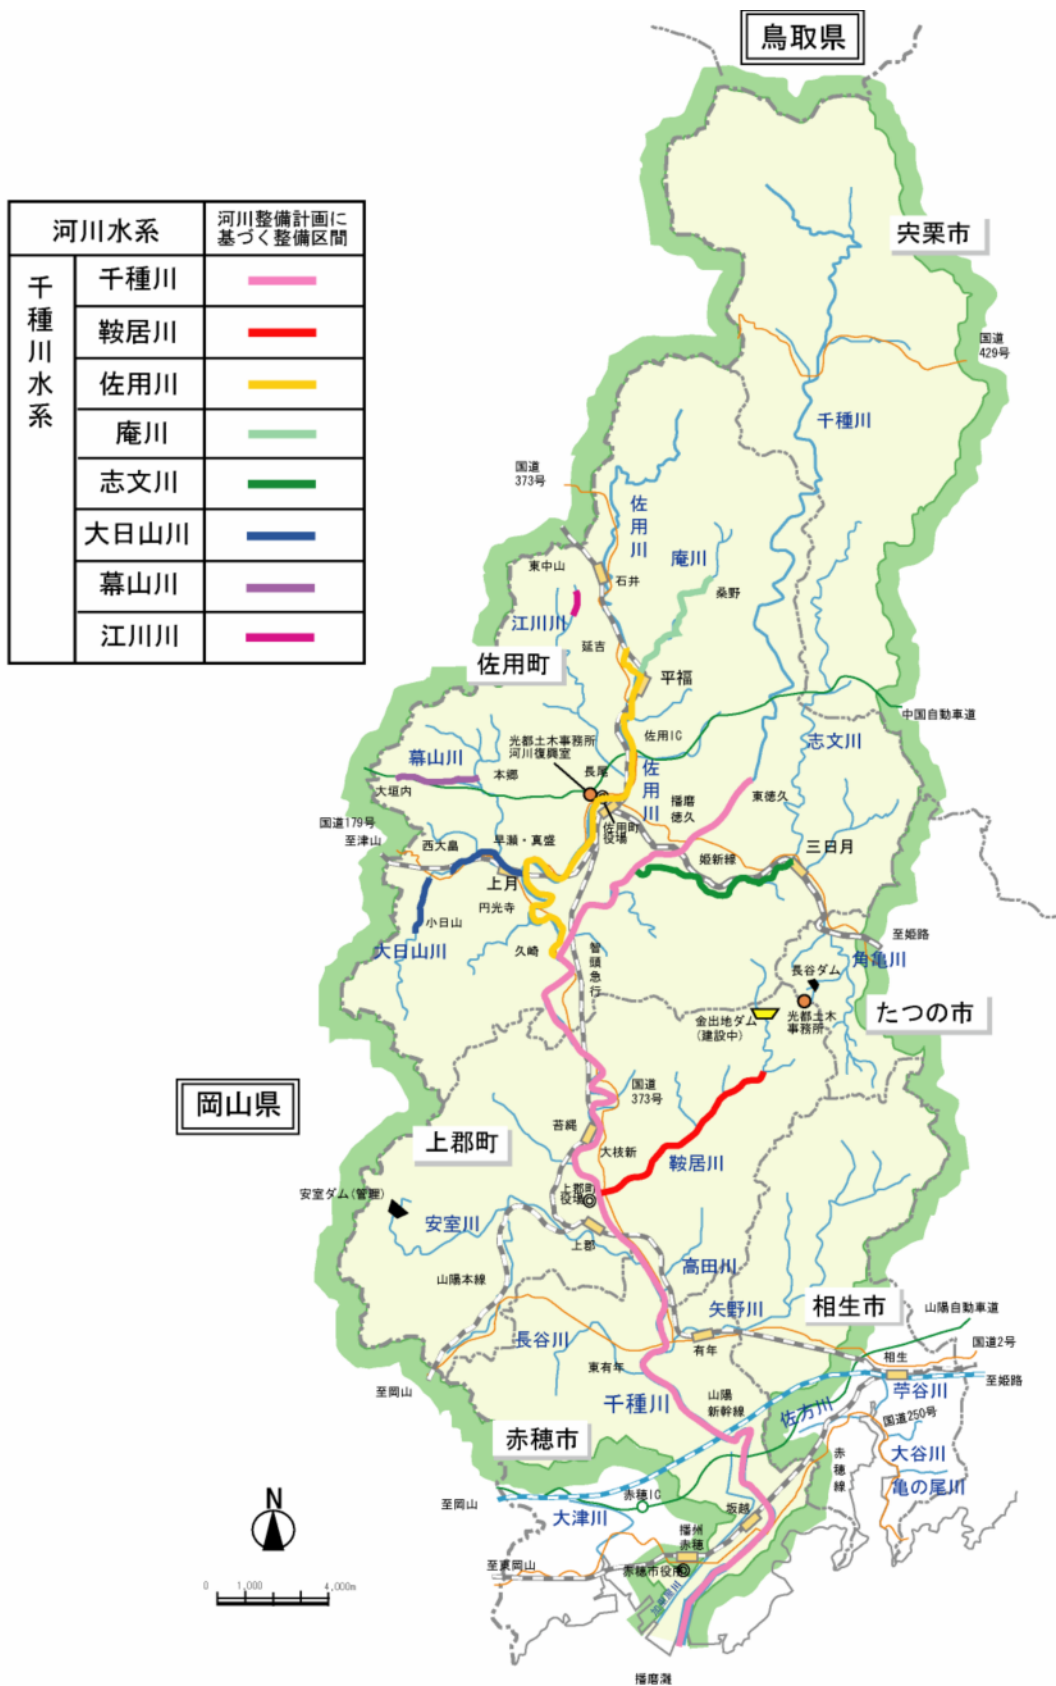 鳥取県
宍栗市
河川水系
河川整備計画に
基づく整備区間
千種川水系
千種川
鞍居川
佐用川
庵川
志文川
大日山川
幕山川
江川川
国道
429号
千種川
国道
373号
佐用川
庵川
東中山
石井
桑野
江川川
延吉
佐用町
平福
中国自動車道
佐用IC
志文川
光都土木事務所
河川復興室
幕山川
本郷
長尾
佐用川
大垣内
播磨
徳久
東徳久
国道179号
至津山
佐用町
役場
西大畠
早瀬・真盛
姫新線
三日月
上月
円光寺
小日山
大日山川
久崎
智頭急行
至姫路
角亀川
長谷ダム
たつの市
金出地ダム
(建設中)
光都土木
事務所
岡山県
国道
373号
苔縄
上郡町
大枝新
鞍居川
安室ダム(管理)
上郡町
役場
安室川
上郡
高田川
山陽本線
矢野川
相生市
山陽自動車道
長谷川
有年
相生
国道2号
東有年
至岡山
千種川
山陽
新幹線
佐方川
苧谷川
至姫路
国道250号
赤穂市
赤穂線
大谷川
亀の尾川
赤穂IC
至岡山
大津川
坂越
播州
赤穂
N
至東岡山
赤穂市役所
0 1,000 4,000m
播磨灘